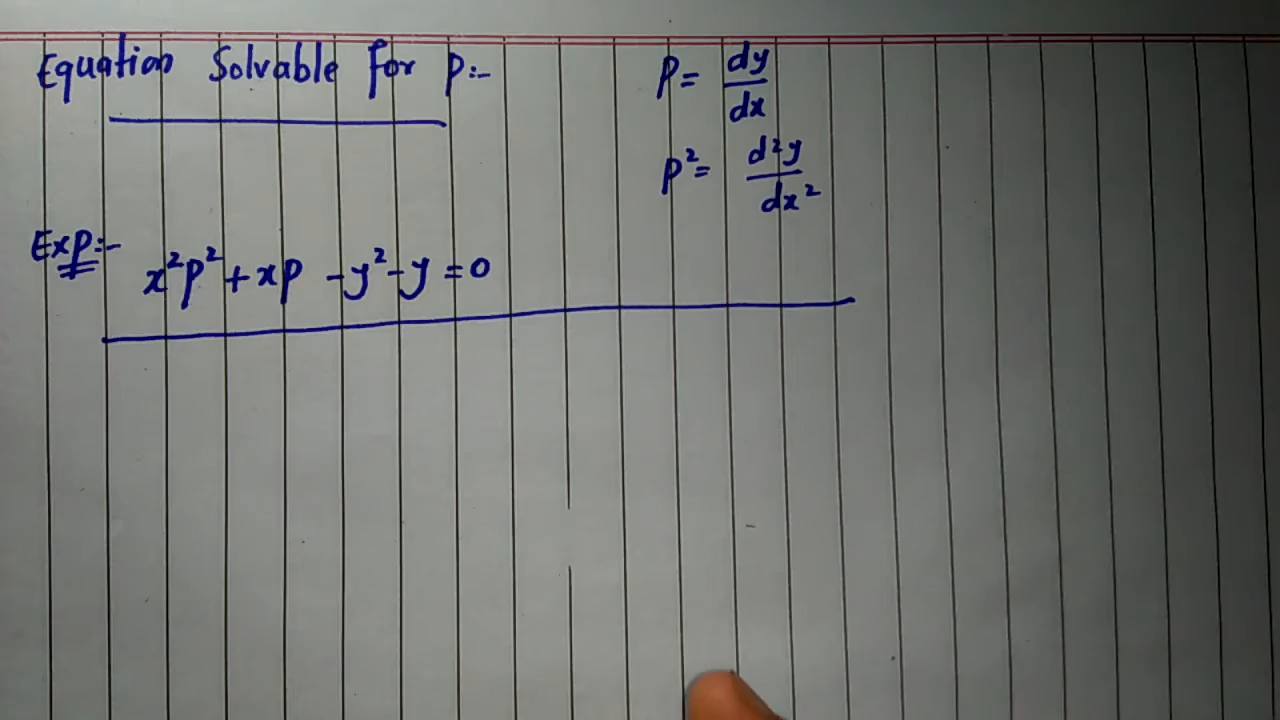 Equation Solvable for p:-
p = dy/dx
p² = d²y/dx²
Exp:- x²p² + xp - y² - y = 0